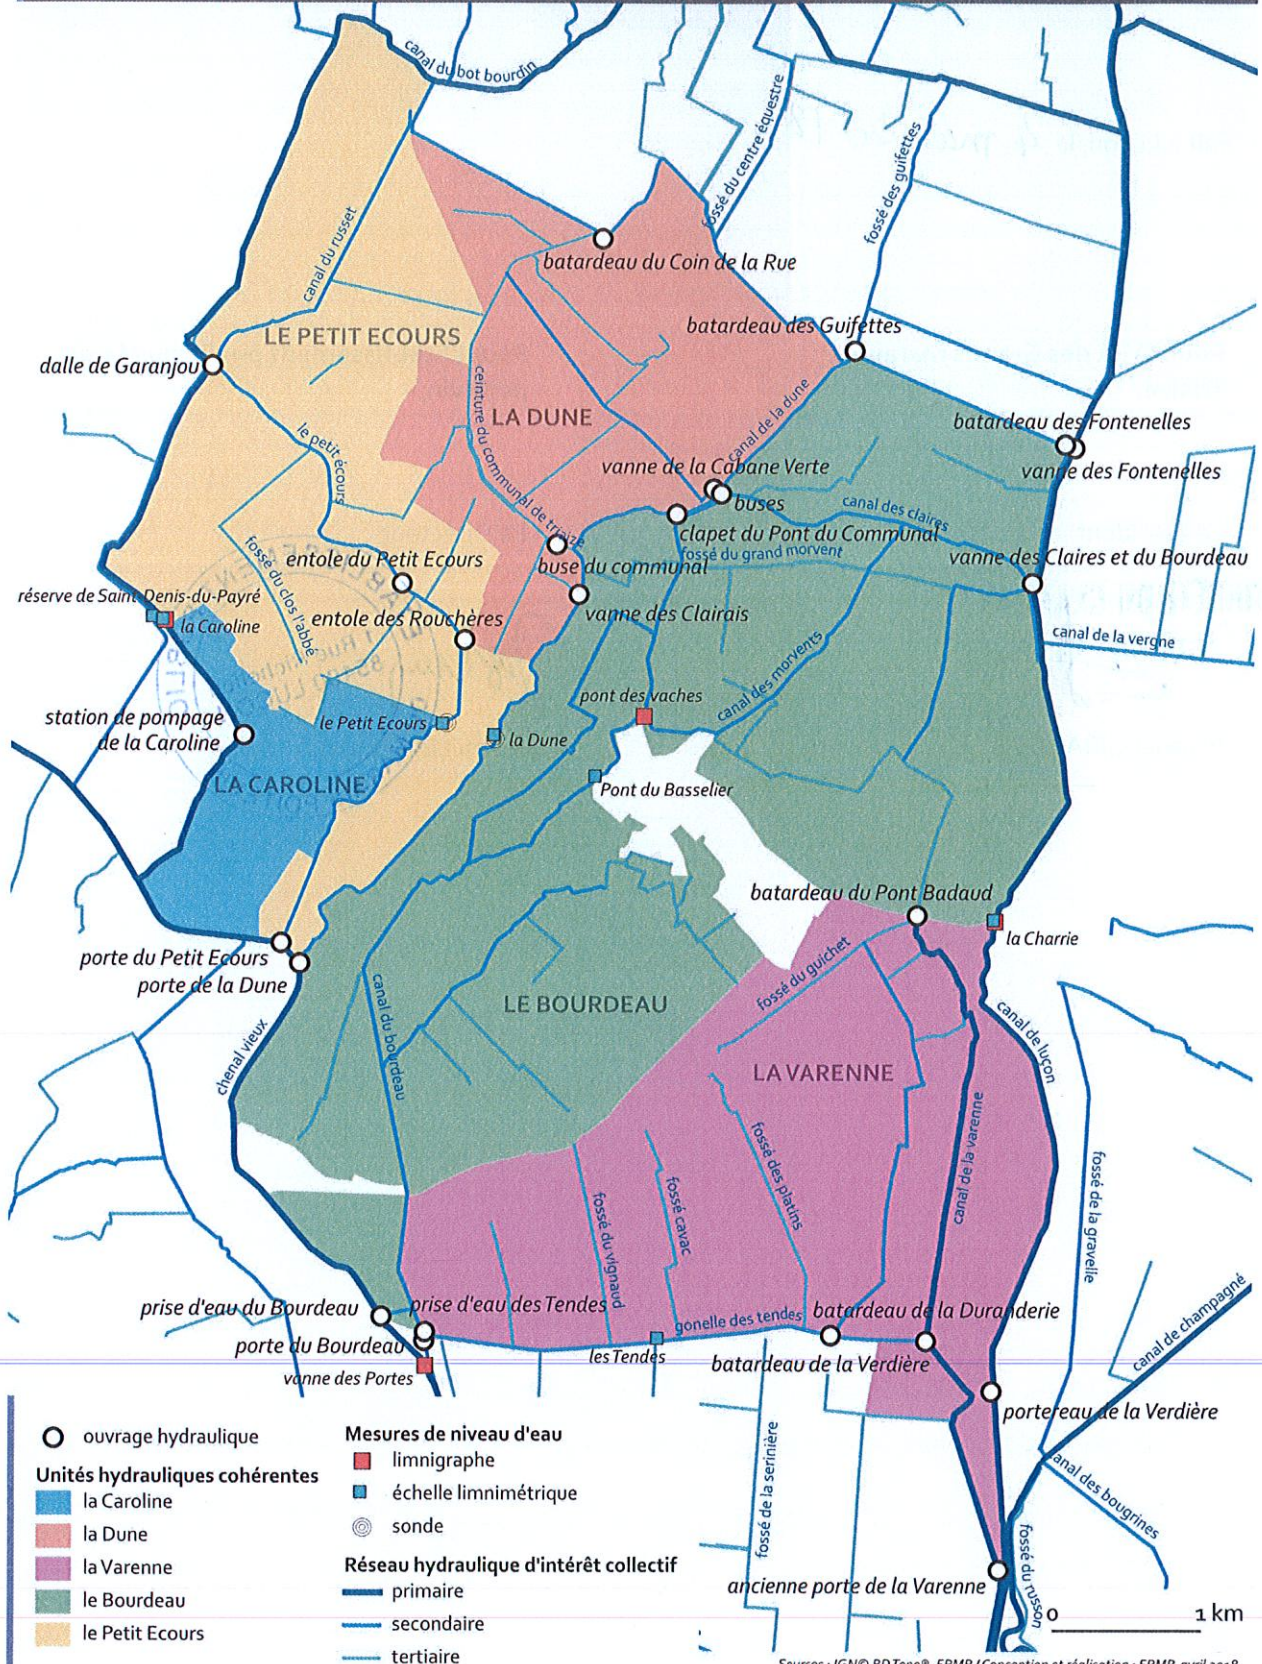 canal du bot bourdin
fossé du centre équestre
fossé des guifettes
canal du russet
batardeau du Coin de la Rue
batardeau des Guifettes
LE PETIT ECOURS
dalle de Garanjou
ceinture du communal de triaize
LA DUNE
canal de la dune
batardeau des Fontenelles
le petit écours
vanne de la Cabane Verte
vanne des Fontenelles
buses
canal des claires
clapet du Pont du Communal
fossé du clos l'abbé
entole du Petit Ecours
buse du communal
fossé du grand morvent
vanne des Claires et du Bourdeau
réserve de Saint-Denis-du-Payré
la Caroline
entole des Rouchères
vanne des Clairais
canal de la vergne
canal des morvents
pont des vaches
station de pompage
de la Caroline
le Petit Ecours
la Dune
LA CAROLINE
Pont du Basselier
batardeau du Pont Badaud
la Charrie
porte du Petit Ecours
porte de la Dune
fossé du guichet
LE BOURDEAU
canal du bourdeau
chenal vieux
canal de luçon
LA VARENNE
canal de la varenne
fossé des platins
fossé cavac
fossé du vignaud
fossé de la gravelle
canal de champagné
prise d'eau du Bourdeau
prise d'eau des Tendes
gonelle des tendes
batardeau de la Duranderie
porte du Bourdeau
vanne des Portes
les Tendes
batardeau de la Verdière
portereau de la Verdière
fossé de la serinière
canal des bougrines
fossé du russon
ancienne porte de la Varenne
ouvrage hydraulique
Unités hydrauliques cohérentes
la Caroline
la Dune
la Varenne
le Bourdeau
le Petit Ecours
Mesures de niveau d'eau
limnigraphe
échelle limnimétrique
sonde
Réseau hydraulique d'intérêt collectif
primaire
secondaire
tertiaire
0 1 km